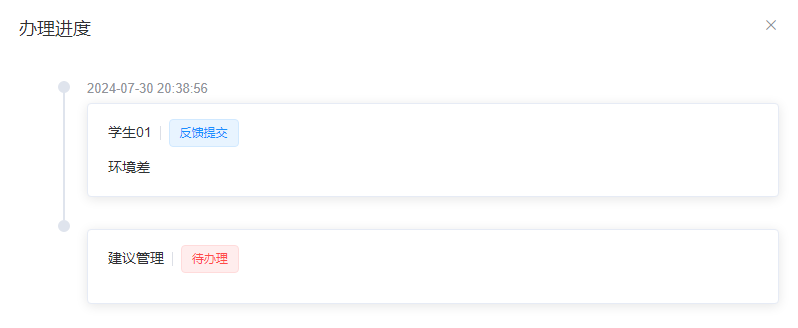 办理进度
2024-07-30 20:38:56
学生01 反馈提交
环境差
建议管理 待办理